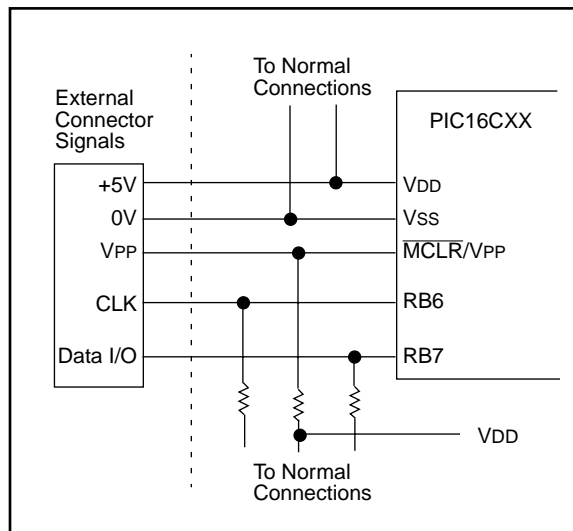 To Normal
Connections
External
Connector
Signals
PIC16CXX
+5V
VDD
0V
VSS
VPP
MCLR/VPP
CLK
RB6
Data I/O
RB7
VDD
To Normal
Connections